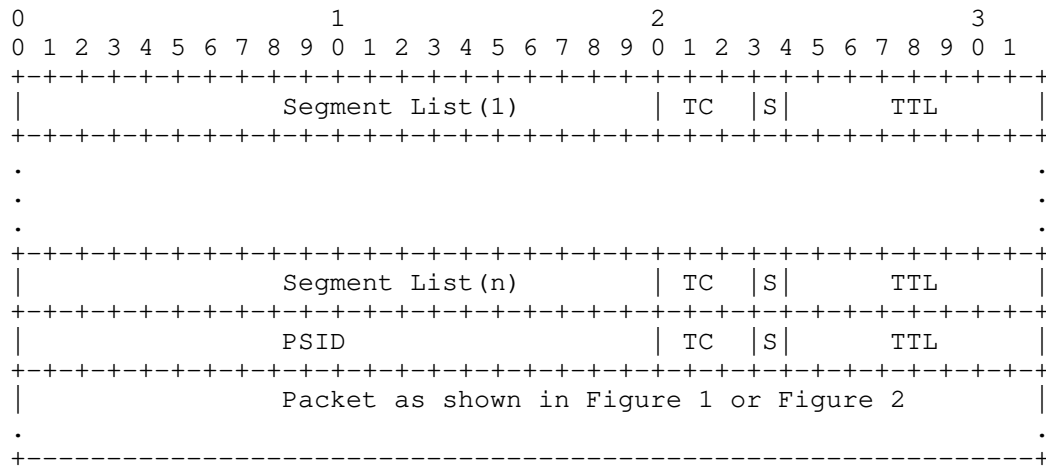 0                   1                   2                   3
0 1 2 3 4 5 6 7 8 9 0 1 2 3 4 5 6 7 8 9 0 1 2 3 4 5 6 7 8 9 0 1
+-+-+-+-+-+-+-+-+-+-+-+-+-+-+-+-+-+-+-+-+-+-+-+-+-+-+-+-+-+-+-+-+
|                Segment List(1)        | TC  |S|      TTL      |
+-+-+-+-+-+-+-+-+-+-+-+-+-+-+-+-+-+-+-+-+-+-+-+-+-+-+-+-+-+-+-+-+
.                                                               .
.                                                               .
.                                                               .
+-+-+-+-+-+-+-+-+-+-+-+-+-+-+-+-+-+-+-+-+-+-+-+-+-+-+-+-+-+-+-+-+
|                Segment List(n)        | TC  |S|      TTL      |
+-+-+-+-+-+-+-+-+-+-+-+-+-+-+-+-+-+-+-+-+-+-+-+-+-+-+-+-+-+-+-+-+
|                PSID                   | TC  |S|      TTL      |
+-+-+-+-+-+-+-+-+-+-+-+-+-+-+-+-+-+-+-+-+-+-+-+-+-+-+-+-+-+-+-+-+
|                Packet as shown in Figure 1 or Figure 2        |
.                                                               .
+---------------------------------------------------------------+